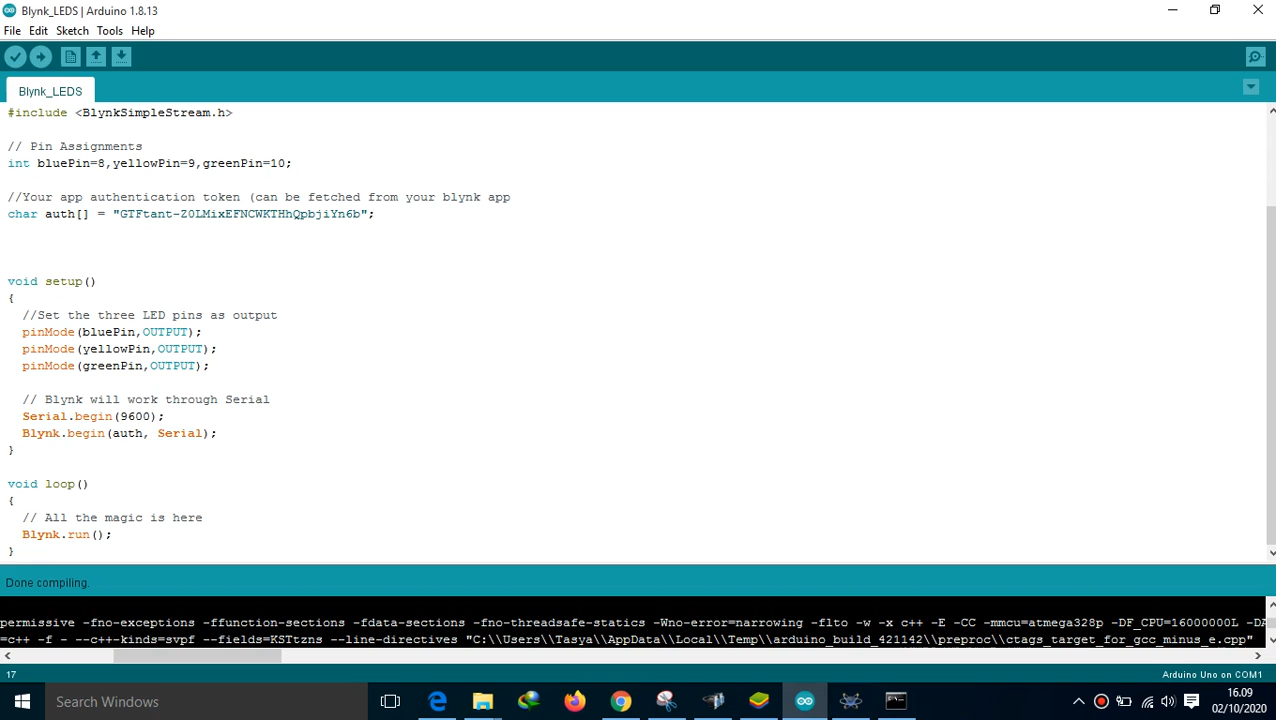 Blynk_LEDS | Arduino 1.8.13
File Edit Sketch Tools Help
Blynk_LEDS
#include <BlynkSimpleStream.h>
// Pin Assignments
int bluePin=8,yellowPin=9,greenPin=10;
//Your app authentication token (can be fetched from your blynk app
char auth[] = "GTFtant-Z0LMixEFNCWKTHhQpbjiYn6b";
void setup()
{
//Set the three LED pins as output
pinMode(bluePin,OUTPUT);
pinMode(yellowPin,OUTPUT);
pinMode(greenPin,OUTPUT);
// Blynk will work through Serial
Serial.begin(9600);
Blynk.begin(auth, Serial);
}
void loop()
{
// All the magic is here
Blynk.run();
}
Done compiling.
permissive -fno-exceptions -ffunction-sections -fdata-sections -fno-threadsafe-statics -Wno-error=narrowing -flto -w -x c++ -E -CC -mmcu=atmega328p -DF_CPU=16000000L
=c++ -f - --c++-kinds=svpf --fields=KSTtzns --line-directives "C:\\Users\\Tasya\\AppData\\Local\\Temp\\arduino_build_421142\\preproc\\ctags_target_for_gcc_minus_e.cpp"
17
Arduino Uno on COM1
Search Windows
16.09
02/10/2020